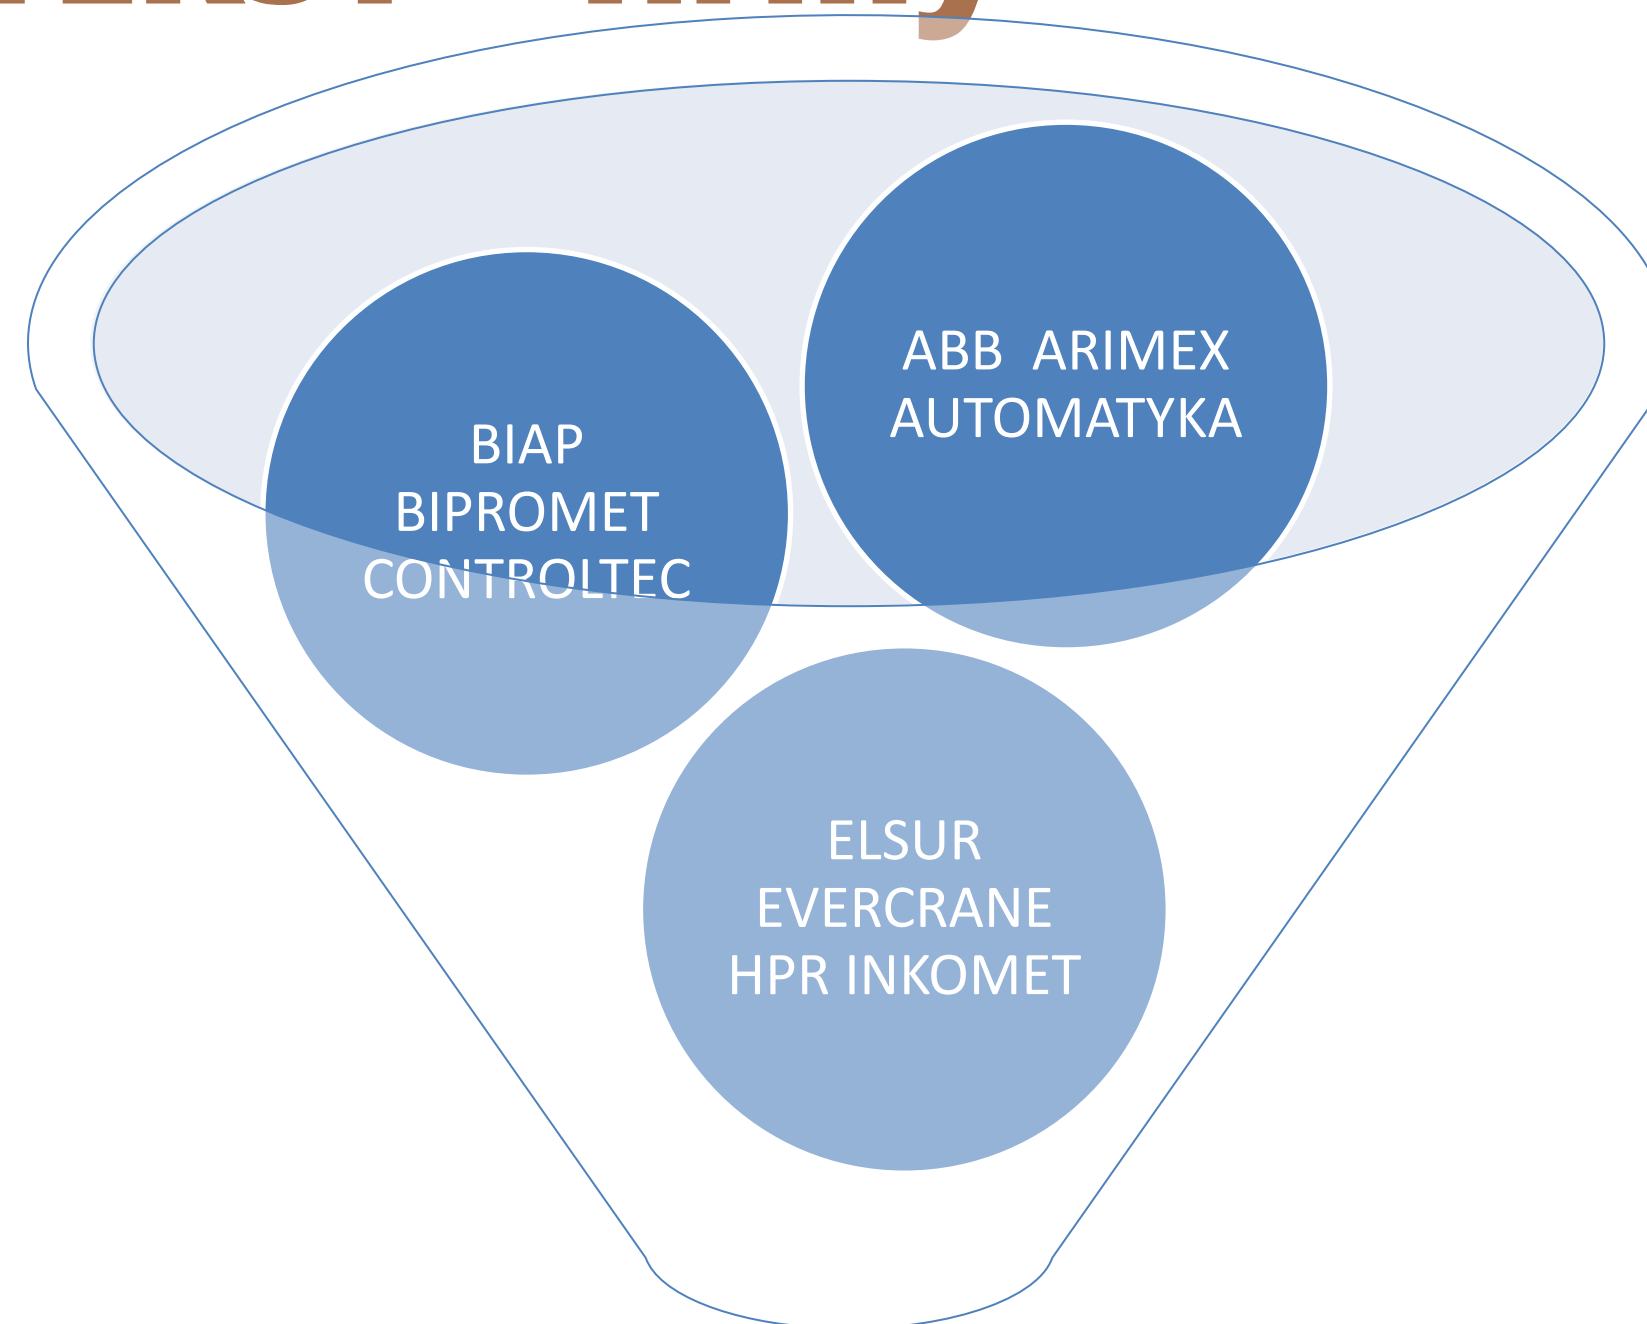 ABB ARIMEX
AUTOMATYKA
BIAP
BIPROMET
CONTROLTEC
ELSUR
EVERCRANE
HPR INKOMET